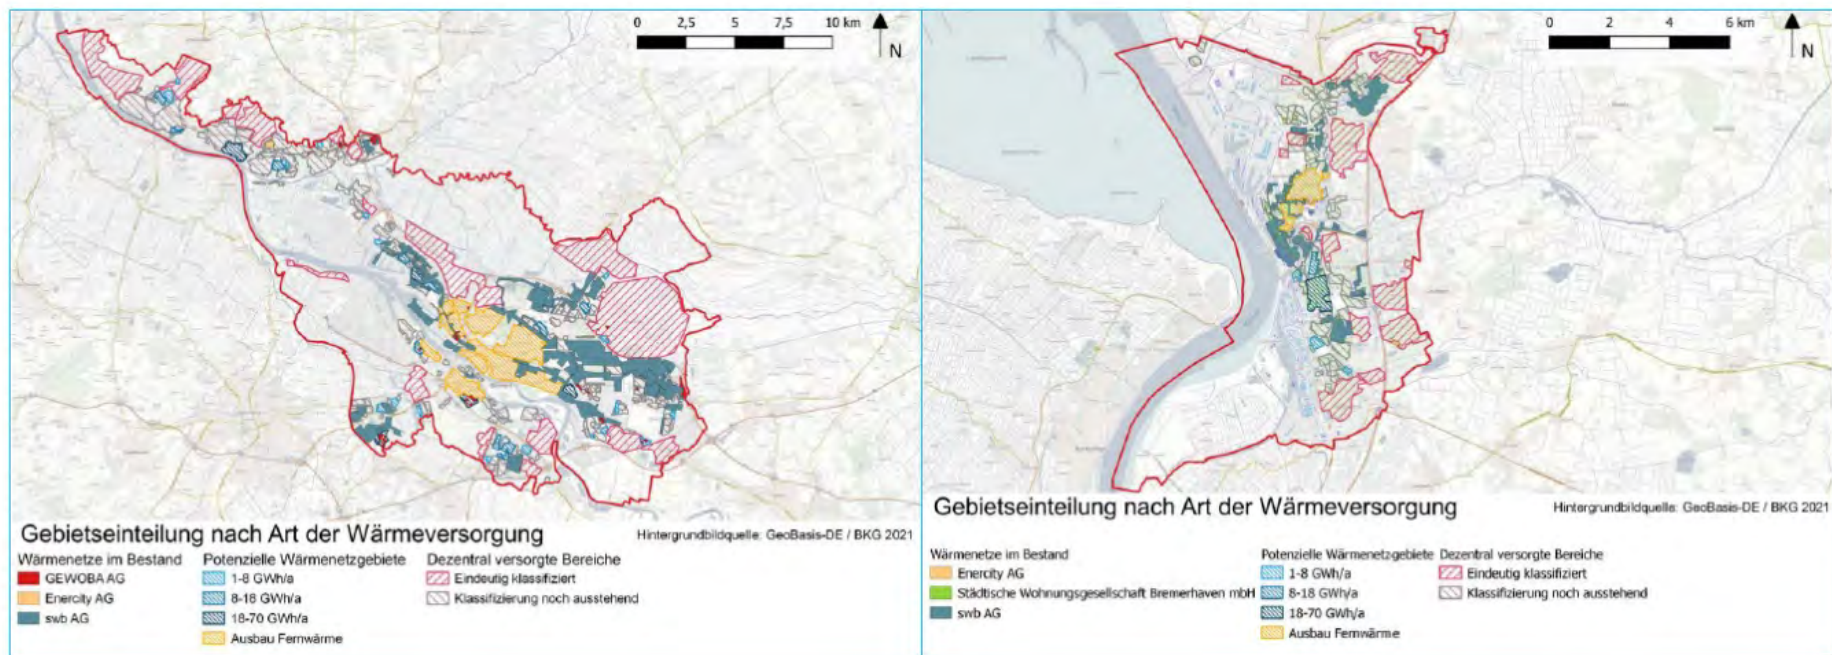 0 2,5 5 7,5 10 km
N
Gebietseinteilung nach Art der Wärmeversorgung
Hintergrundbildquelle: GeoBasis-DE / BKG 2021
Wärmenetze im Bestand
GEWOBA AG
Enercity AG
swb AG
Potenzielle Wärmenetzgebiete
1-8 GWh/a
8-18 GWh/a
18-70 GWh/a
Ausbau Fernwärme
Dezentral versorgte Bereiche
Eindeutig klassifiziert
Klassifizierung noch ausstehend
0 2 4 6 km
N
Gebietseinteilung nach Art der Wärmeversorgung
Hintergrundbildquelle: GeoBasis-DE / BKG 2021
Wärmenetze im Bestand
Enercity AG
Städtische Wohnungsgesellschaft Bremerhaven mbH
swb AG
Potenzielle Wärmenetzgebiete
1-8 GWh/a
8-18 GWh/a
18-70 GWh/a
Ausbau Fernwärme
Dezentral versorgte Bereiche
Eindeutig klassifiziert
Klassifizierung noch ausstehend